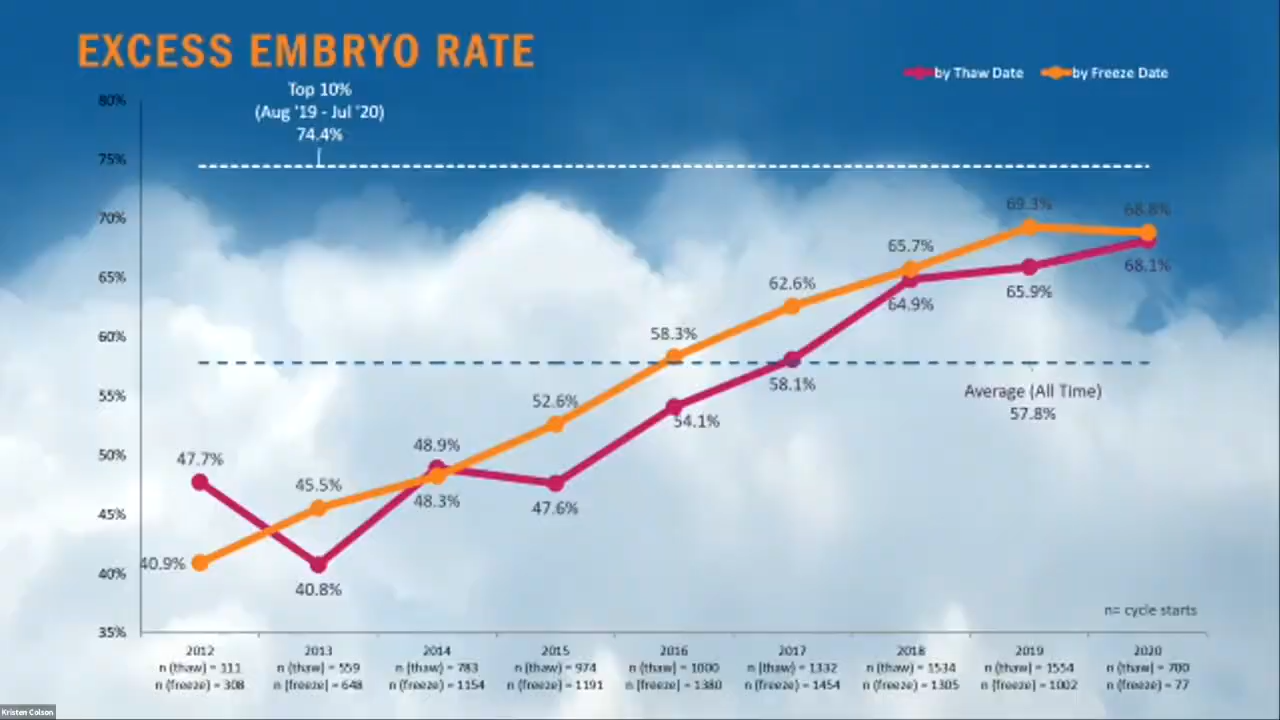 EXCESS EMBRYO RATE
by Thaw Date
by Freeze Date
Top 10%
(Aug '19 - Jul '20)
74.4%
80%
75%
70%
65%
60%
55%
50%
45%
40%
35%
47.7%
40.8%
48.9%
47.6%
54.1%
58.1%
64.9%
65.9%
68.1%
40.9%
45.5%
48.3%
52.6%
58.3%
62.6%
65.7%
69.3%
68.8%
Average (All Time)
57.8%
n= cycle starts
2012
n (thaw) = 111
n (freeze) = 308
2013
n (thaw) = 559
n (freeze) = 648
2014
n (thaw) = 783
n (freeze) = 1154
2015
n (thaw) = 974
n (freeze) = 1191
2016
n (thaw) = 1000
n (freeze) = 1380
2017
n (thaw) = 1332
n (freeze) = 1454
2018
n (thaw) = 1534
n (freeze) = 1305
2019
n (thaw) = 1554
n (freeze) = 1002
2020
n (thaw) = 700
n (freeze) = 77
Kristen Colson